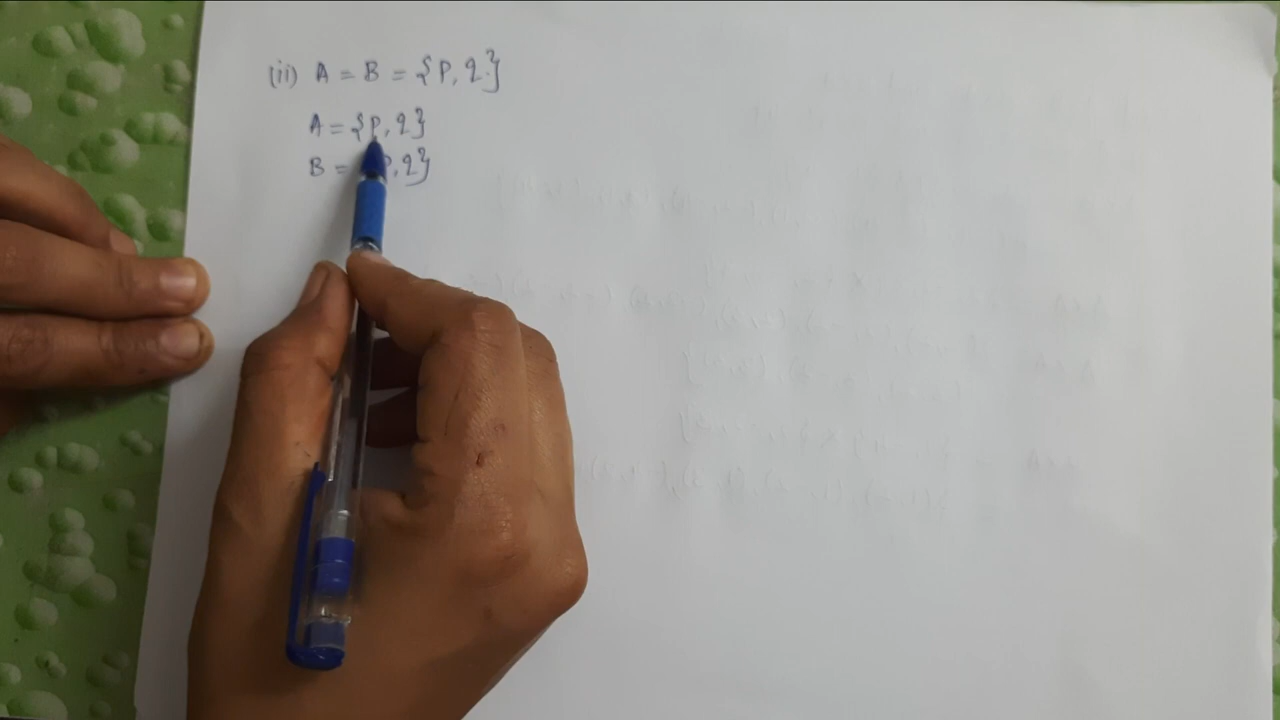 (ii) A = B = {P, q}
A = {P, q}
B = P, q}